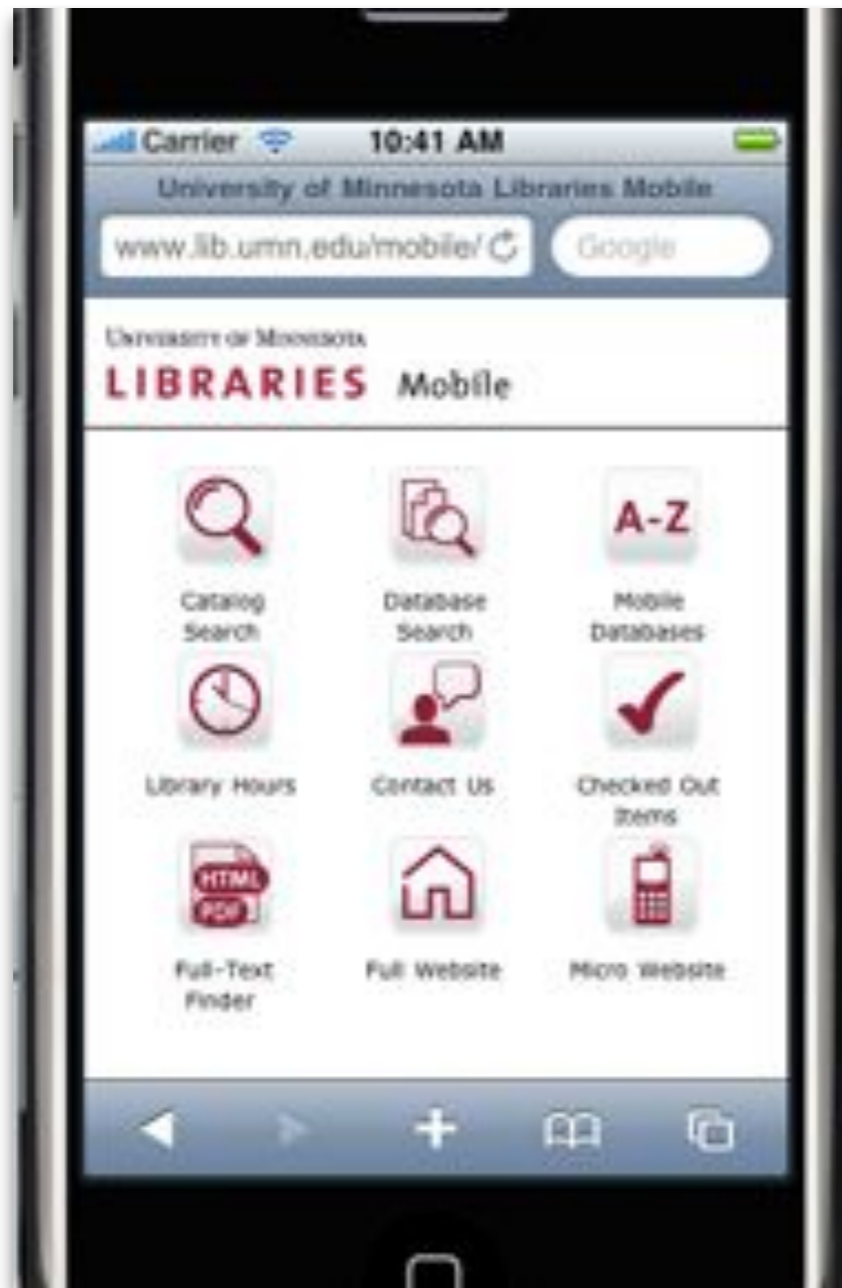 Carrier 10:41 AM
University of Minnesota Libraries Mobile
www.lib.umn.edu/mobile/ Google
UNIVERSITY OF MINNESOTA
LIBRARIES Mobile
A-Z
Catalog Search
Database Search
Mobile Databases
Library Hours
Contact Us
Checked Out Items
HTML
PDF
Full-Text Finder
Full Website
Micro Website